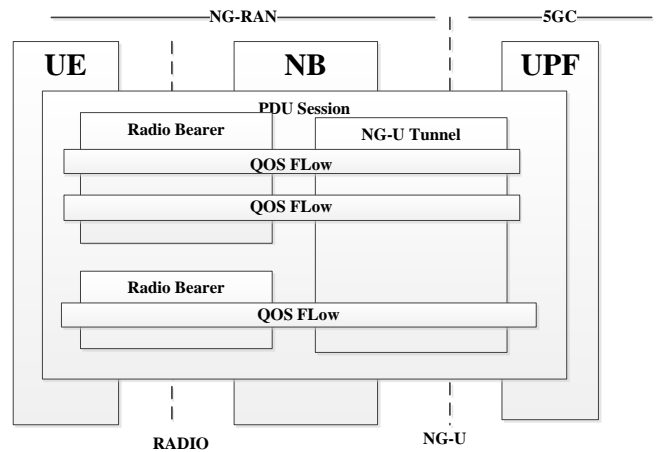 NG-RAN
5GC
UE
NB
UPF
PDU Session
Radio Bearer
NG-U Tunnel
QOS FLow
QOS FLow
Radio Bearer
QOS FLow
RADIO
NG-U